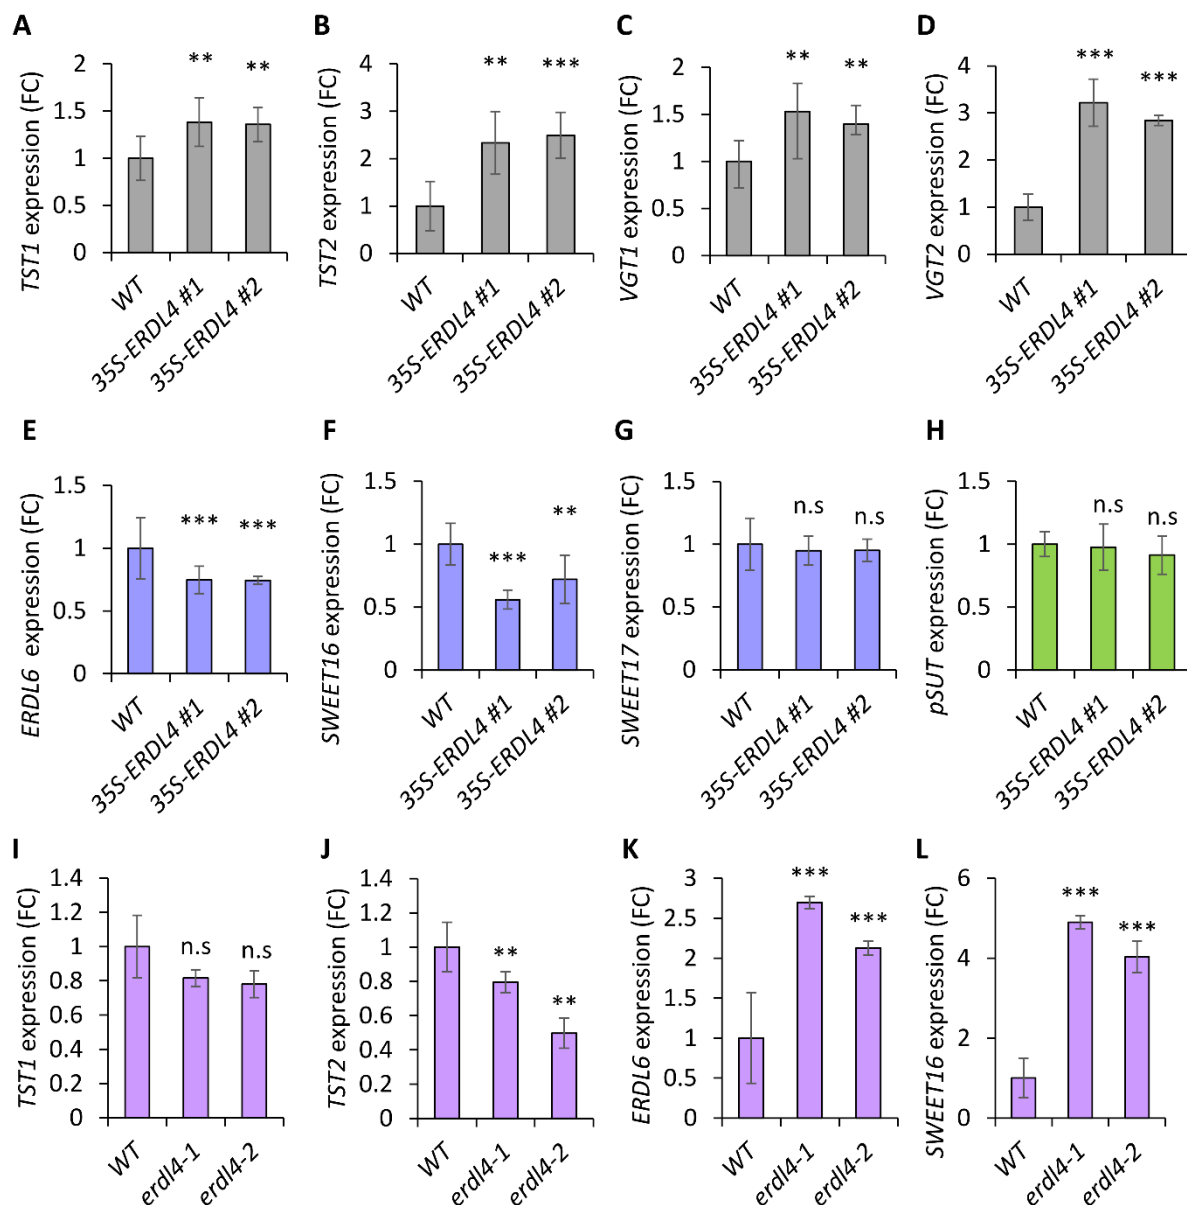 A
TST1 expression (FC)
2
1.5
1
0.5
0
** **
WT
35S-ERDL4 #1
35S-ERDL4 #2
B
TST2 expression (FC)
4
3
2
1
0
** ***
WT
35S-ERDL4 #1
35S-ERDL4 #2
C
VGT1 expression (FC)
2
1.5
1
0.5
0
** **
WT
35S-ERDL4 #1
35S-ERDL4 #2
D
VGT2 expression (FC)
4
3
2
1
0
*** ***
WT
35S-ERDL4 #1
35S-ERDL4 #2
E
ERDL6 expression (FC)
1.5
1
0.5
0
*** ***
WT
35S-ERDL4 #1
35S-ERDL4 #2
F
SWEET16 expression (FC)
1.5
1
0.5
0
*** **
WT
35S-ERDL4 #1
35S-ERDL4 #2
G
SWEET17 expression (FC)
1.5
1
0.5
0
n.s n.s
WT
35S-ERDL4 #1
35S-ERDL4 #2
H
pSUT expression (FC)
1.5
1
0.5
0
n.s n.s
WT
35S-ERDL4 #1
35S-ERDL4 #2
I
TST1 expression (FC)
1.4
1.2
1
0.8
0.6
0.4
0.2
0
n.s n.s
WT
erdl4-1
erdl4-2
J
TST2 expression (FC)
1.4
1.2
1
0.8
0.6
0.4
0.2
0
** **
WT
erdl4-1
erdl4-2
K
ERDL6 expression (FC)
3
2.5
2
1.5
1
0.5
0
*** ***
WT
erdl4-1
erdl4-2
L
SWEET16 expression (FC)
6
4
2
0
*** ***
WT
erdl4-1
erdl4-2